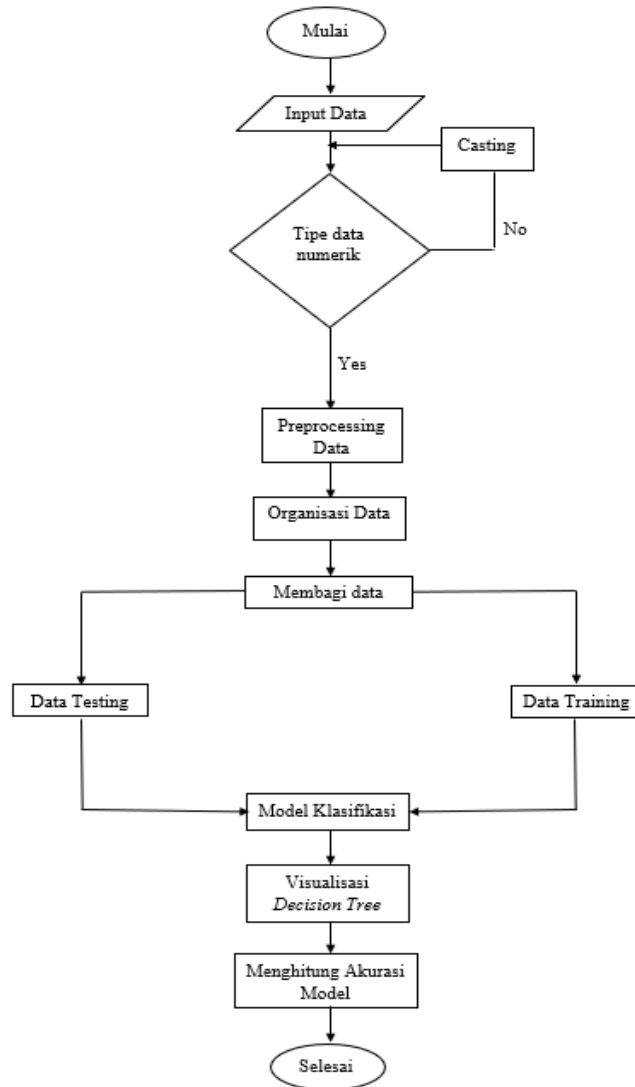 Mulai
Input Data
Casting
Tipe data
numerik
No
Yes
Preprocessing
Data
Organisasi Data
Membagi data
Data Testing
Data Training
Model Klasifikasi
Visualisasi
Decision Tree
Menghitung Akurasi
Model
Selesai